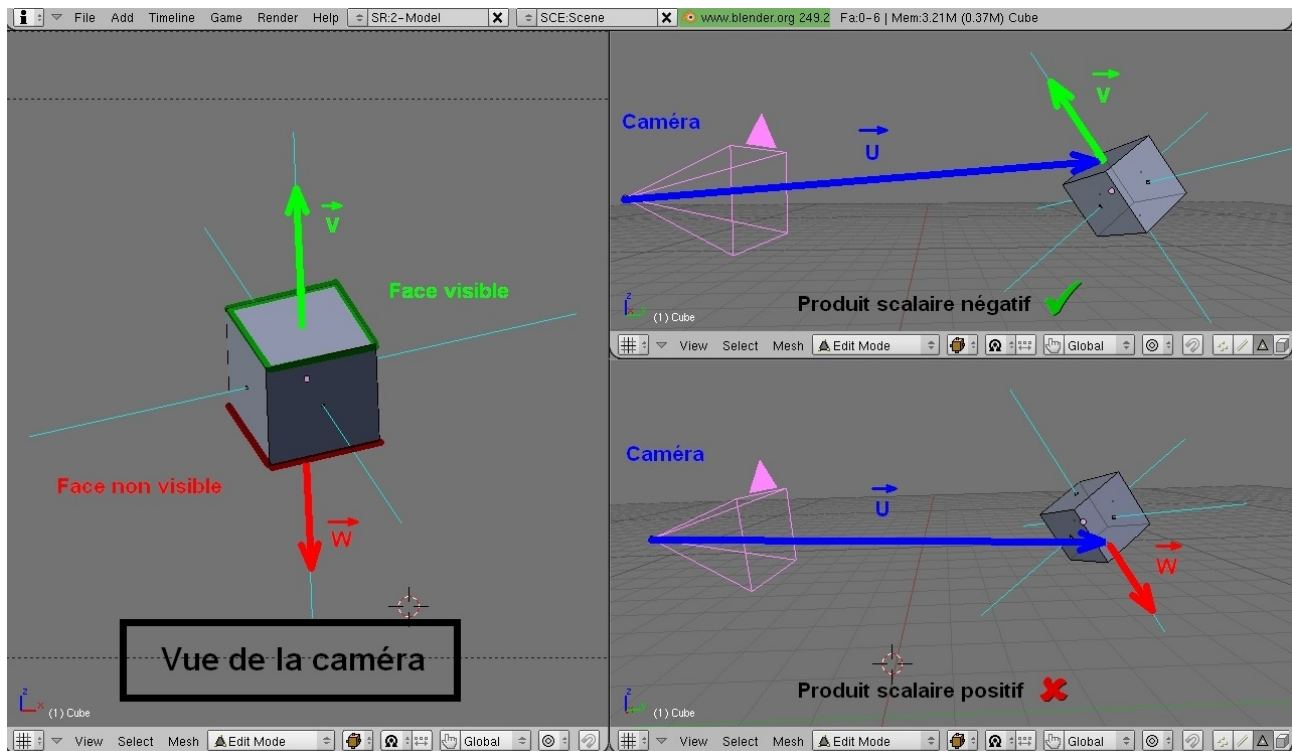 File Add Timeline Game Render Help SR:2-Model X SCE:Scene X www.blender.org 249.2 Fa:0-6 | Mem:3.21M (0.37M) Cube
V
Face visible
Face non visible
W
Vue de la caméra
z
x
(1) Cube
View Select Mesh Edit Mode Global
Caméra
U
V
Produit scalaire négatif
z
(1) Cube
View Select Mesh Edit Mode Global
Caméra
U
W
Produit scalaire positif
z
(1) Cube
View Select Mesh Edit Mode Global